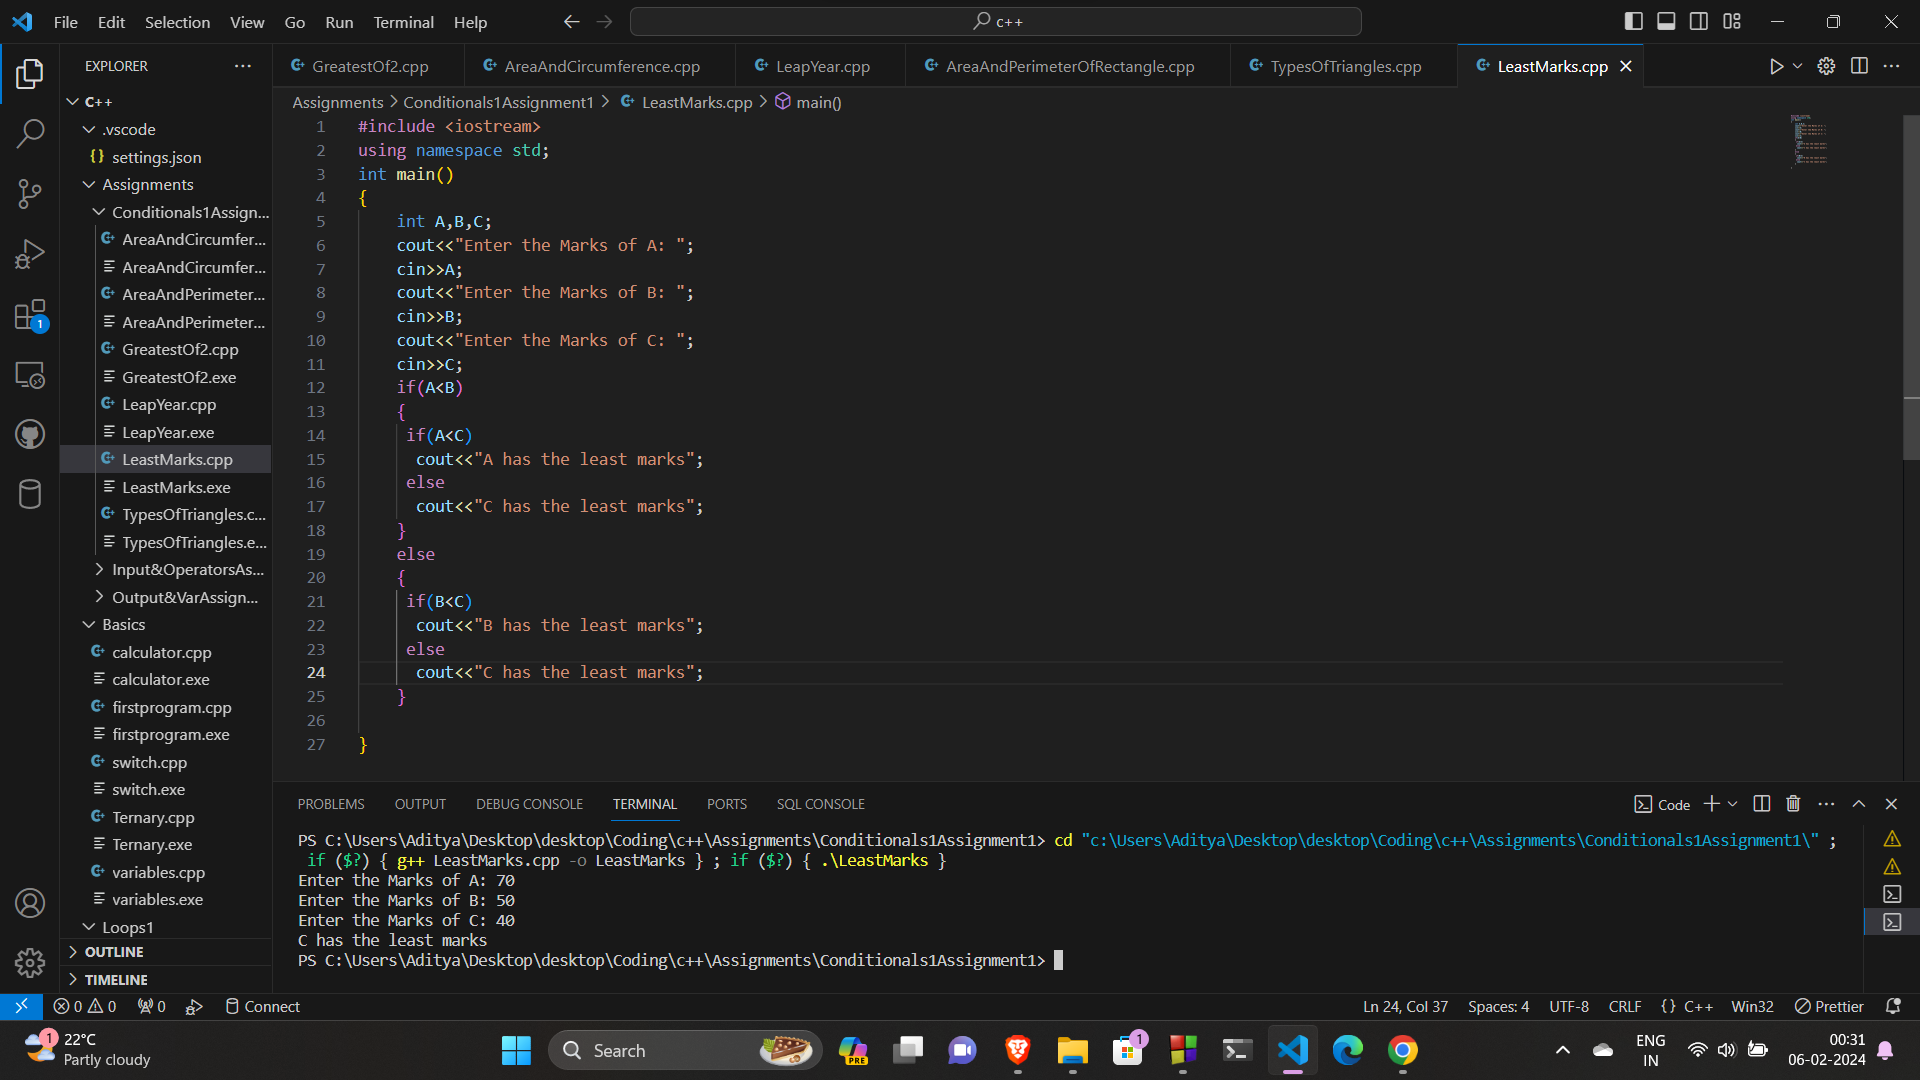 File Edit Selection View Go Run Terminal Help
c++
EXPLORER
GreatestOf2.cpp
AreaAndCircumference.cpp
LeapYear.cpp
AreaAndPerimeterOfRectangle.cpp
TypesOfTriangles.cpp
LeastMarks.cpp
C++
.vscode
{} settings.json
Assignments
Conditionals1Assign...
AreaAndCircumfer...
AreaAndCircumfer...
AreaAndPerimeter...
AreaAndPerimeter...
GreatestOf2.cpp
GreatestOf2.exe
LeapYear.cpp
LeapYear.exe
LeastMarks.cpp
LeastMarks.exe
TypesOfTriangles.c...
TypesOfTriangles.e...
Input&OperatorsAs...
Output&VarAssign...
Basics
calculator.cpp
calculator.exe
firstprogram.cpp
firstprogram.exe
switch.cpp
switch.exe
Ternary.cpp
Ternary.exe
variables.cpp
variables.exe
Loops1
OUTLINE
TIMELINE
1
Assignments > Conditionals1Assignment1 > LeastMarks.cpp > main()
1 #include <iostream>
2 using namespace std;
3 int main()
4 {
5 int A,B,C;
6 cout<<"Enter the Marks of A: ";
7 cin>>A;
8 cout<<"Enter the Marks of B: ";
9 cin>>B;
10 cout<<"Enter the Marks of C: ";
11 cin>>C;
12 if(A<B)
13 {
14 if(A<C)
15 cout<<"A has the least marks";
16 else
17 cout<<"C has the least marks";
18 }
19 else
20 {
21 if(B<C)
22 cout<<"B has the least marks";
23 else
24 cout<<"C has the least marks";
25 }
26
27 }
PROBLEMS OUTPUT DEBUG CONSOLE TERMINAL PORTS SQL CONSOLE
Code
PS C:\Users\Aditya\Desktop\desktop\Coding\c++\Assignments\Conditionals1Assignment1> cd "c:\Users\Aditya\Desktop\desktop\Coding\c++\Assignments\Conditionals1Assignment1\" ;
if ($?) { g++ LeastMarks.cpp -o LeastMarks } ; if ($?) { .\LeastMarks }
Enter the Marks of A: 70
Enter the Marks of B: 50
Enter the Marks of C: 40
C has the least marks
PS C:\Users\Aditya\Desktop\desktop\Coding\c++\Assignments\Conditionals1Assignment1>
0 0 0 Connect
Ln 24, Col 37 Spaces: 4 UTF-8 CRLF {} C++ Win32 Prettier
1
22°C
Partly cloudy
Search
PRE
1
ENG
IN
00:31
06-02-2024